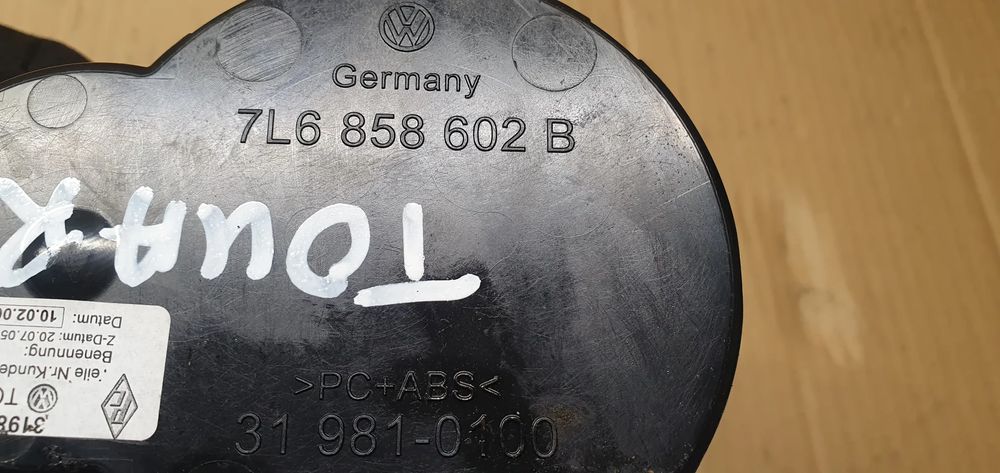 Germany
7L6 858 602 B
TOUAR
>PC+ABS<
31 981-0100
Datum: 10.02.0
Z-Datum: 20.07.05
Benennung:
eile Nr. Kunde